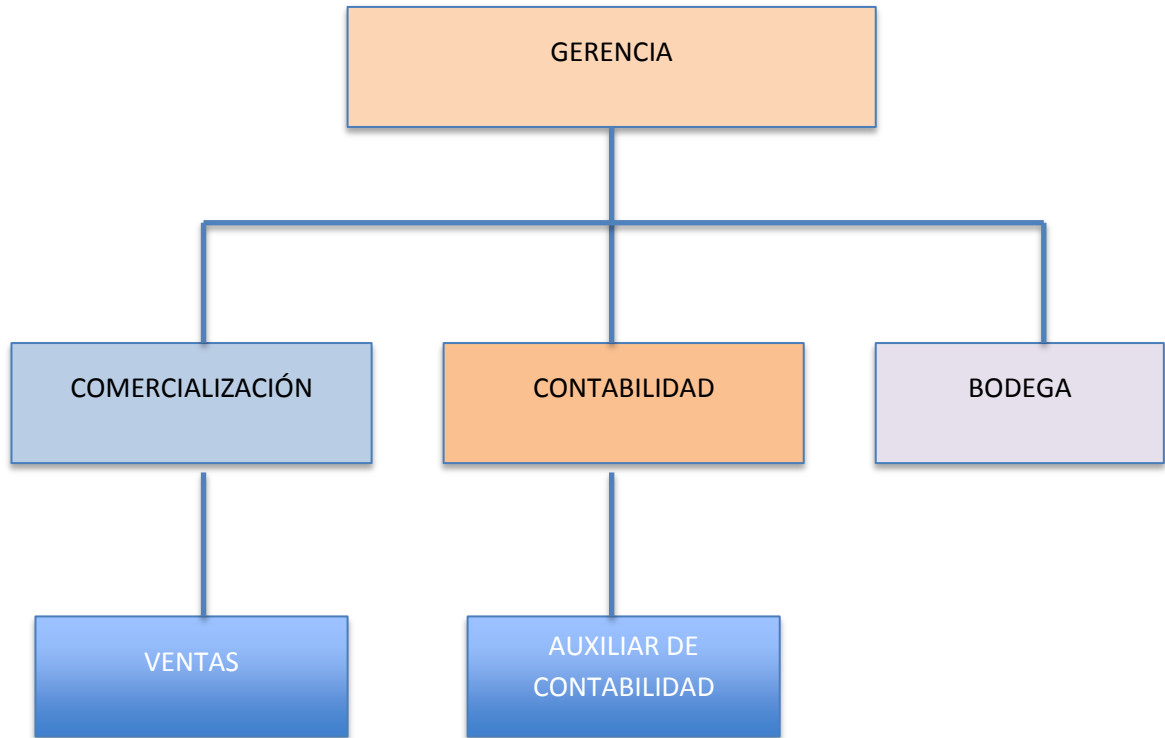 GERENCIA
COMERCIALIZACIÓN
CONTABILIDAD
BODEGA
VENTAS
AUXILIAR DE
CONTABILIDAD